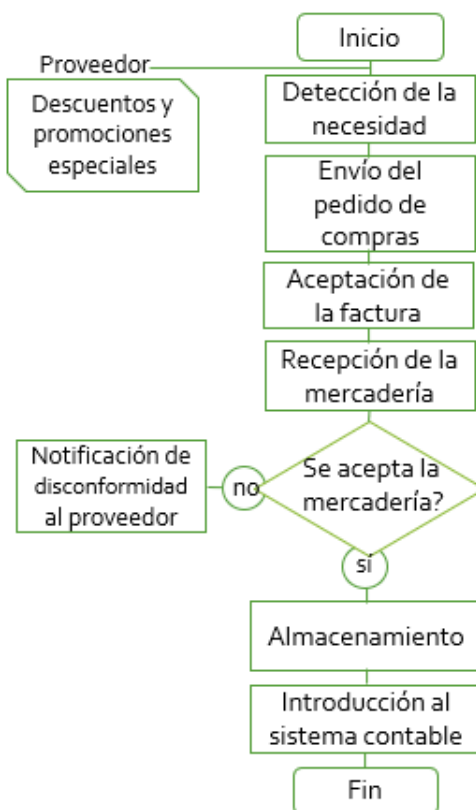 Inicio
Proveedor
Descuentos y
promociones
especiales
Detección de la
necesidad
Envío del
pedido de
compras
Aceptación de
la factura
Recepción de la
mercadería
Se acepta la
mercadería?
no
Notificación de
disconformidad
al proveedor
sí
Almacenamiento
Introducción al
sistema contable
Fin